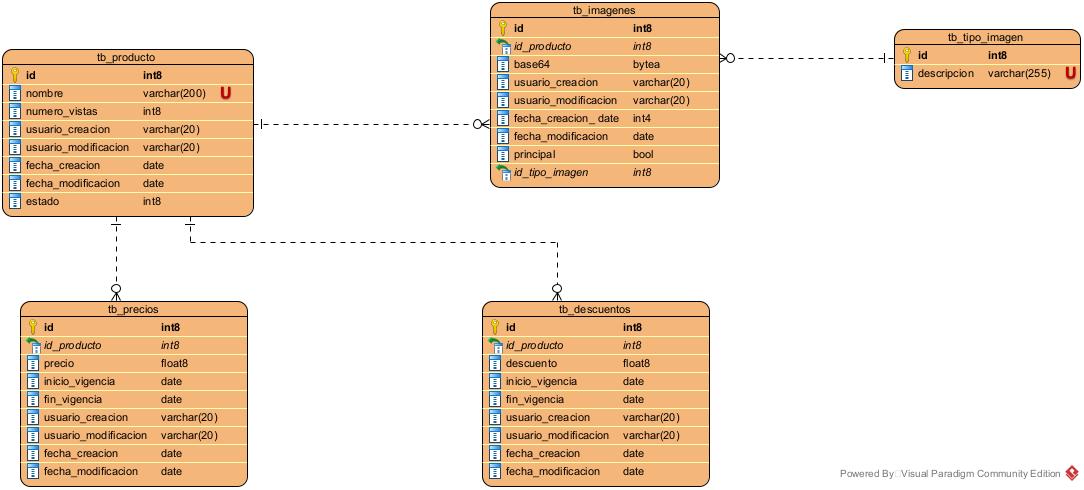 tb_producto
id int8
nombre varchar(200) U
numero_vistas int8
usuario_creacion varchar(20)
usuario_modificacion varchar(20)
fecha_creacion date
fecha_modificacion date
estado int8
tb_imagenes
id int8
id_producto int8
base64 bytea
usuario_creacion varchar(20)
usuario_modificacion varchar(20)
fecha_creacion_ date int4
fecha_modificacion date
principal bool
id_tipo_imagen int8
tb_tipo_imagen
id int8
descripcion varchar(255) U
tb_precios
id int8
id_producto int8
precio float8
inicio_vigencia date
fin_vigencia date
usuario_creacion varchar(20)
usuario_modificacion varchar(20)
fecha_creacion date
fecha_modificacion date
tb_descuentos
id int8
id_producto int8
descuento float8
inicio_vigencia date
fin_vigencia date
usuario_creacion varchar(20)
usuario_modificacion varchar(20)
fecha_creacion date
fecha_modificacion date
Powered By Visual Paradigm Community Edition